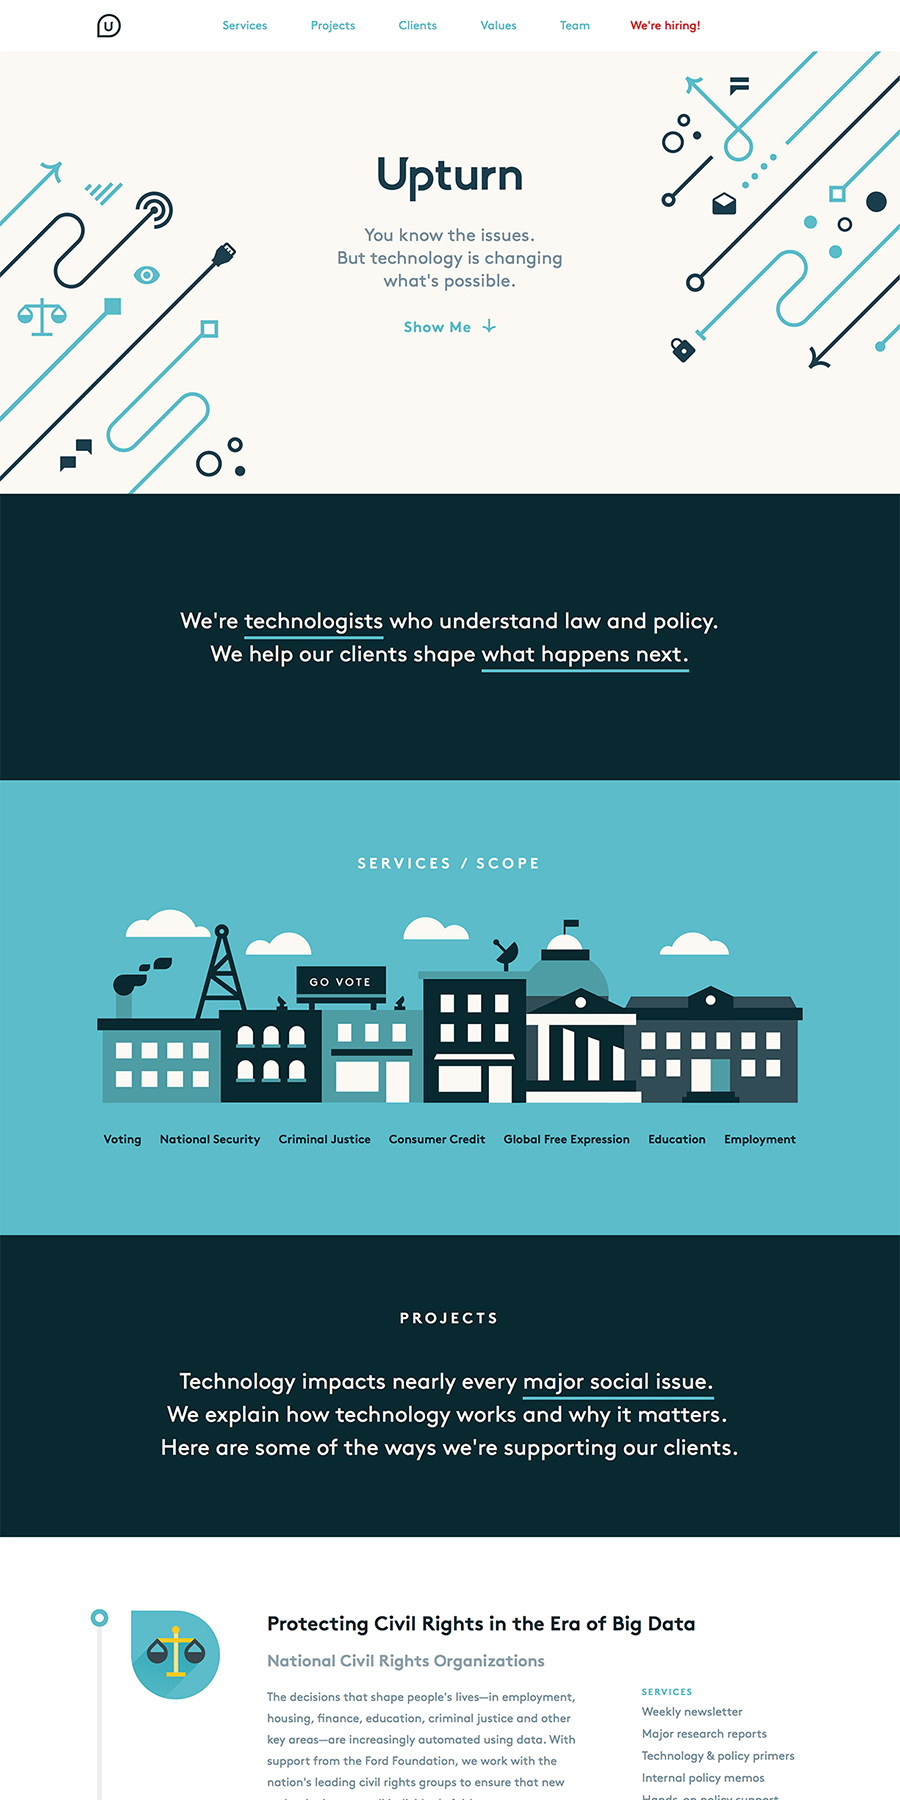 U
Services Projects Clients Values Team We're hiring!
Upturn
You know the issues.
But technology is changing
what's possible.
Show Me
We're technologists who understand law and policy.
We help our clients shape what happens next.
SERVICES / SCOPE
GO VOTE
Voting National Security Criminal Justice Consumer Credit Global Free Expression Education Employment
PROJECTS
Technology impacts nearly every major social issue.
We explain how technology works and why it matters.
Here are some of the ways we're supporting our clients.
Protecting Civil Rights in the Era of Big Data
National Civil Rights Organizations
The decisions that shape people's lives—in employment,
housing, finance, education, criminal justice and other
key areas—are increasingly automated using data. With
support from the Ford Foundation, we work with the
nation's leading civil rights groups to ensure that new
SERVICES
Weekly newsletter
Major research reports
Technology & policy primers
Internal policy memos
Hands-on policy support